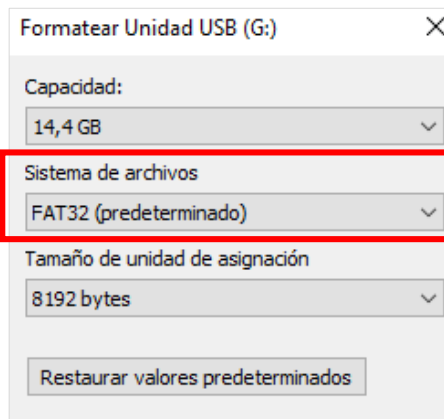 Formatear Unidad USB (G:)
Capacidad:
14,4 GB
Sistema de archivos
FAT32 (predeterminado)
Tamaño de unidad de asignación
8192 bytes
Restaurar valores predeterminados